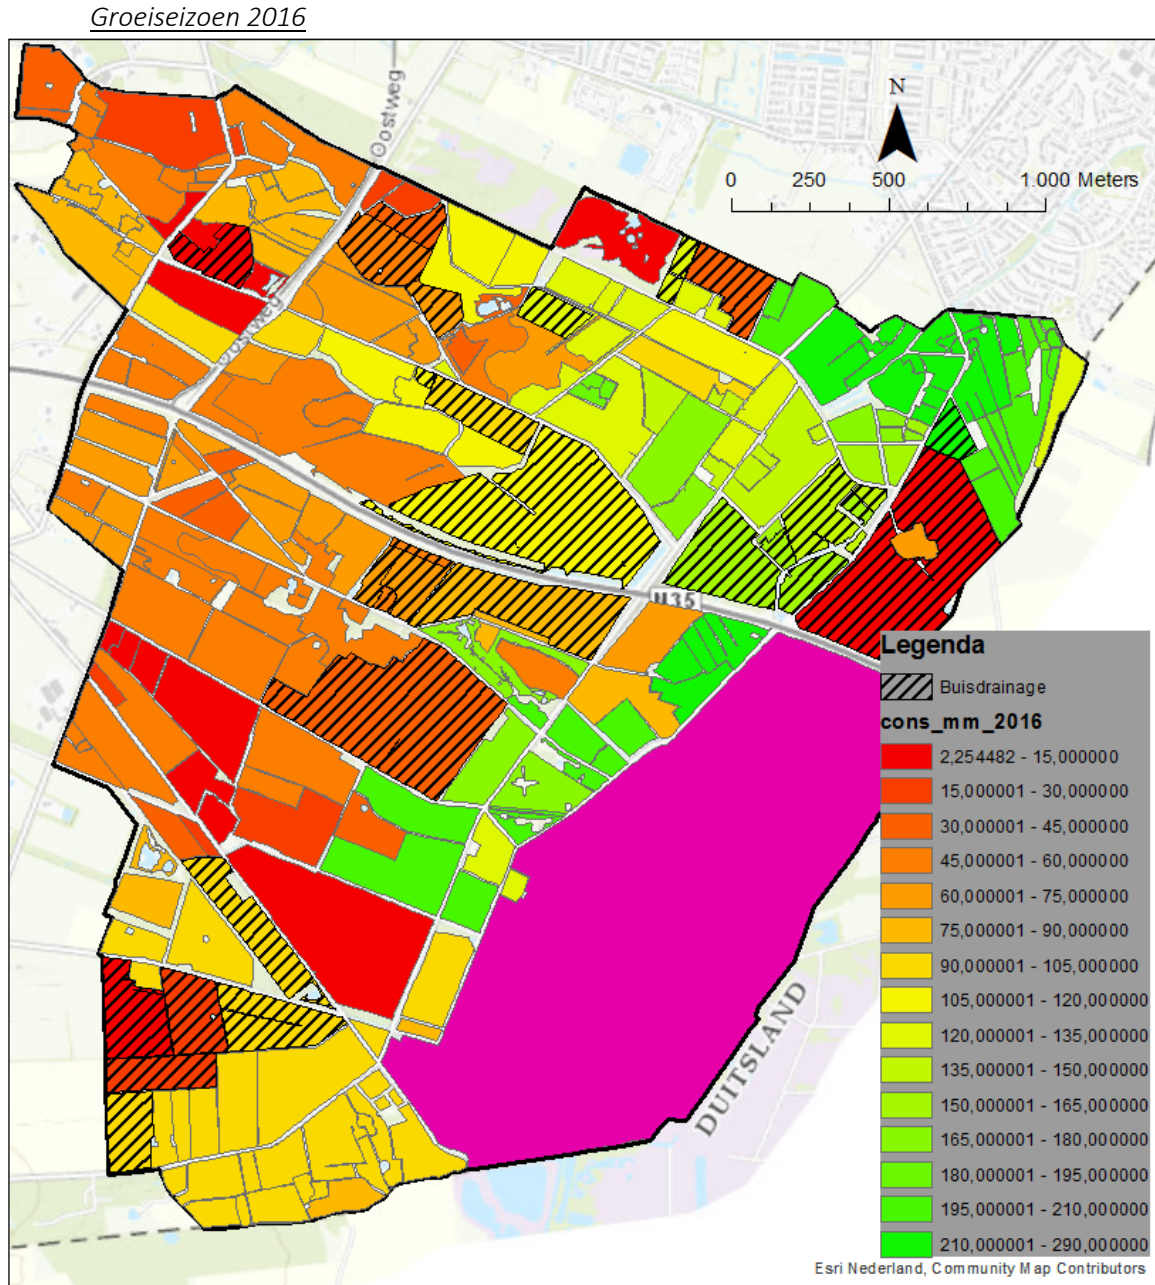 Groeiseizoen 2016
Oostweg
N
0 250 500 1.000 Meters
Oostweg
N35
DUITSLAND
Legenda
Buisdrainage
cons_mm_2016
2,254482 - 15,000000
15,000001 - 30,000000
30,000001 - 45,000000
45,000001 - 60,000000
60,000001 - 75,000000
75,000001 - 90,000000
90,000001 - 105,000000
105,000001 - 120,000000
120,000001 - 135,000000
135,000001 - 150,000000
150,000001 - 165,000000
165,000001 - 180,000000
180,000001 - 195,000000
195,000001 - 210,000000
210,000001 - 290,000000
Esri Nederland, Community Map Contributors